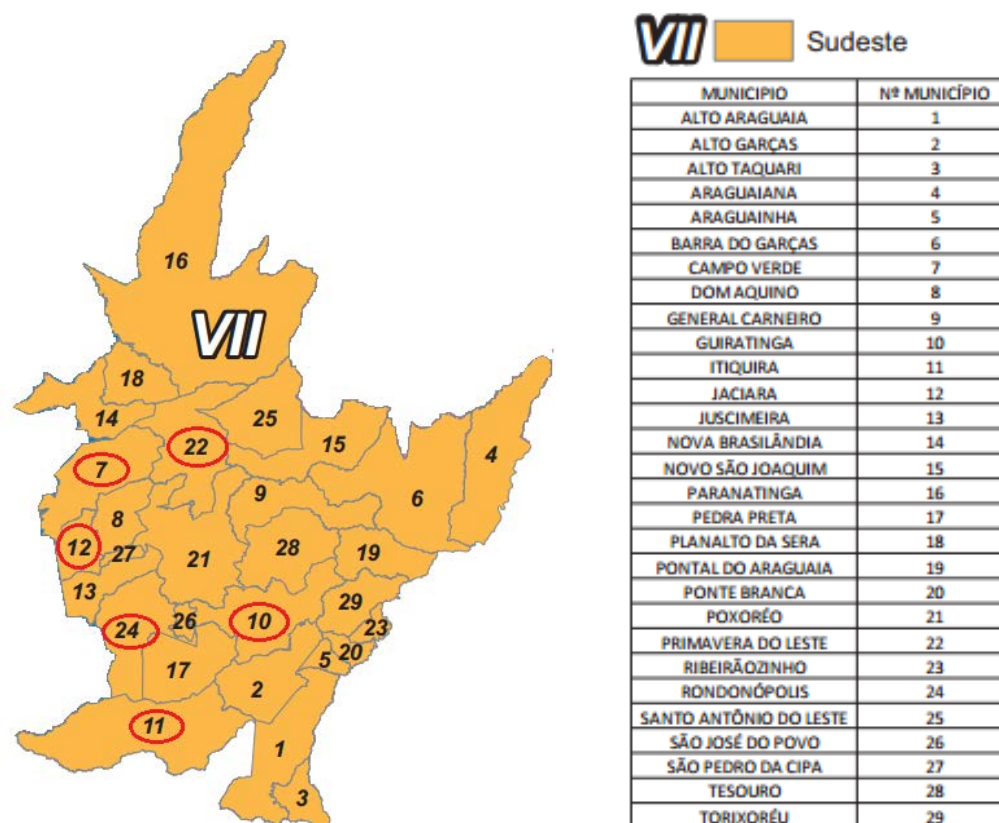 VII Sudeste
MUNICIPIO Nº MUNICÍPIO
ALTO ARAGUAIA 1
ALTO GARÇAS 2
ALTO TAQUARI 3
ARAGUAIANA 4
ARAGUAINHA 5
BARRA DO GARÇAS 6
CAMPO VERDE 7
DOM AQUINO 8
GENERAL CARNEIRO 9
GUIRATINGA 10
ITIQUIRA 11
JACIARA 12
JUSCIMEIRA 13
NOVA BRASILÂNDIA 14
NOVO SÃO JOAQUIM 15
PARANATINGA 16
PEDRA PRETA 17
PLANALTO DA SERA 18
PONTAL DO ARAGUAIA 19
PONTE BRANCA 20
POXORÉO 21
PRIMAVERA DO LESTE 22
RIBEIRÃOZINHO 23
RONDONÓPOLIS 24
SANTO ANTÔNIO DO LESTE 25
SÃO JOSÉ DO POVO 26
SÃO PEDRO DA CIPA 27
TESOURO 28
TORIXORÉU 29
16
VII
18
14
25
22
15
4
7
9
6
8
12
27
21
28
19
13
29
24
26
10
23
5
20
17
2
11
1
3